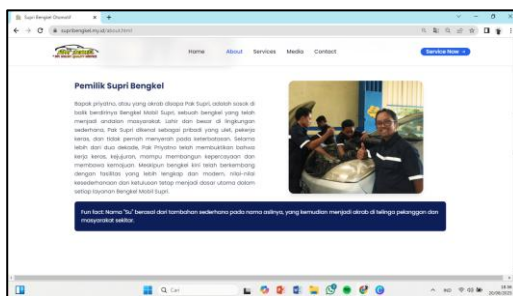 Supri Bengkel Otomotif
supribengkel.my.id/about.html
Home About Services Media Contact
Service Now →
Pemilik Supri Bengkel
Bapak priyatno, atau yang akrab disapa Pak Supri, adalah sosok di
balik berdirinya Bengkel Mobil Supri, sebuah bengkel yang telah
menjadi andalan masyarakat. Lahir dan besar di lingkungan
sederhana, Pak Supri dikenal sebagai pribadi yang ulet, pekerja
keras, dan tidak pernah menyerah pada keterbatasan. Selama
lebih dari dua dekade, Pak Priyatno telah membuktikan bahwa
kerja keras, kejujuran, mampu membangun kepercayaan dan
membawa kemajuan. Meskipun bengkel kini telah berkembang
dengan fasilitas yang lebih lengkap dan modern, nilai-nilai
kesederhanaan dan ketulusan tetap menjadi dasar utama dalam
setiap layanan Bengkel Mobil Supri.
Fun fact: Nama "Su" berasal dari tambahan sederhana pada nama aslinya, yang kemudian menjadi akrab di telinga pelanggan dan
masyarakat sekitar.
Cari